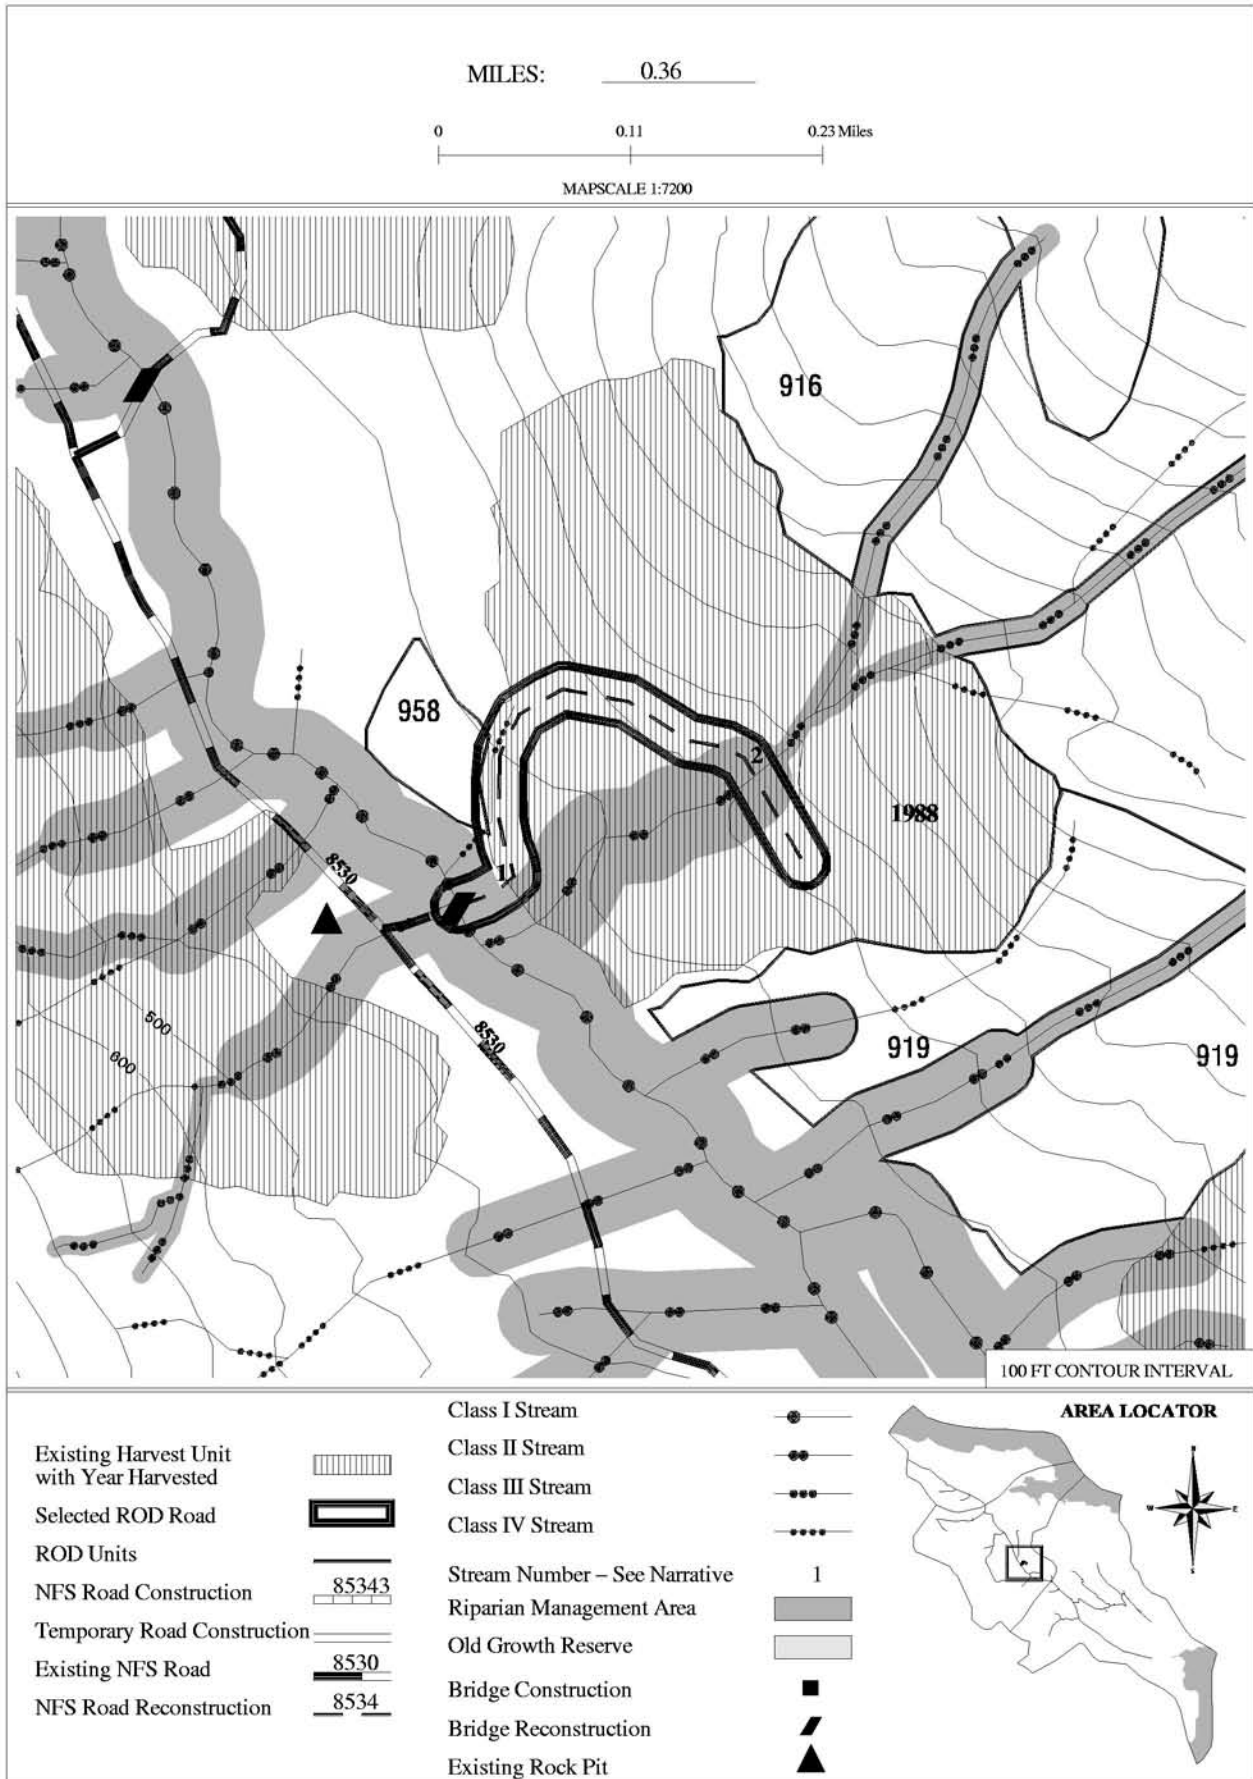 MILES: 0.36
0 0.11 0.23 Miles
MAPSCALE 1:7200
916
958
2
1988
1
8530
500
600
8530
919
919
100 FT CONTOUR INTERVAL
Existing Harvest Unit
with Year Harvested
Selected ROD Road
ROD Units
NFS Road Construction 85343
Temporary Road Construction
Existing NFS Road 8530
NFS Road Reconstruction 8534
Class I Stream
Class II Stream
Class III Stream
Class IV Stream
Stream Number – See Narrative 1
Riparian Management Area
Old Growth Reserve
Bridge Construction
Bridge Reconstruction
Existing Rock Pit
AREA LOCATOR
N
W E
S